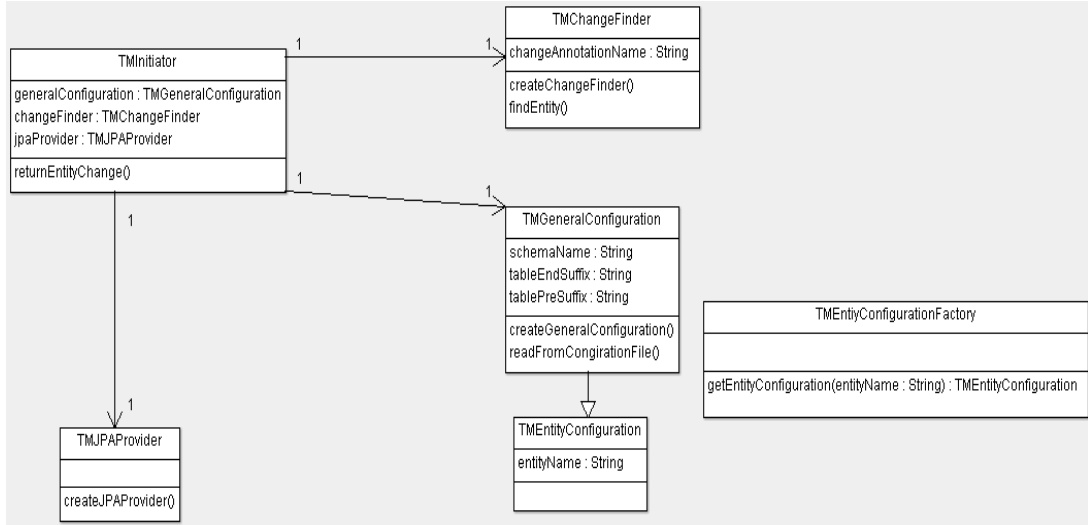 TMChangeFinder
changeAnnotationName : String
createChangeFinder()
findEntity()
1
1
TMInitiator
generalConfiguration : TMGeneralConfiguration
changeFinder : TMChangeFinder
jpaProvider : TMJPAProvider
returnEntityChange()
1
1
1
TMGeneralConfiguration
schemaName : String
tableEndSuffix : String
tablePreSuffix : String
createGeneralConfiguration()
readFromCongirationFile()
TMEntiyConfigurationFactory
getEntityConfiguration(entityName : String) : TMEntityConfiguration
1
TMJPAProvider
createJPAProvider()
TMEntityConfiguration
entityName : String